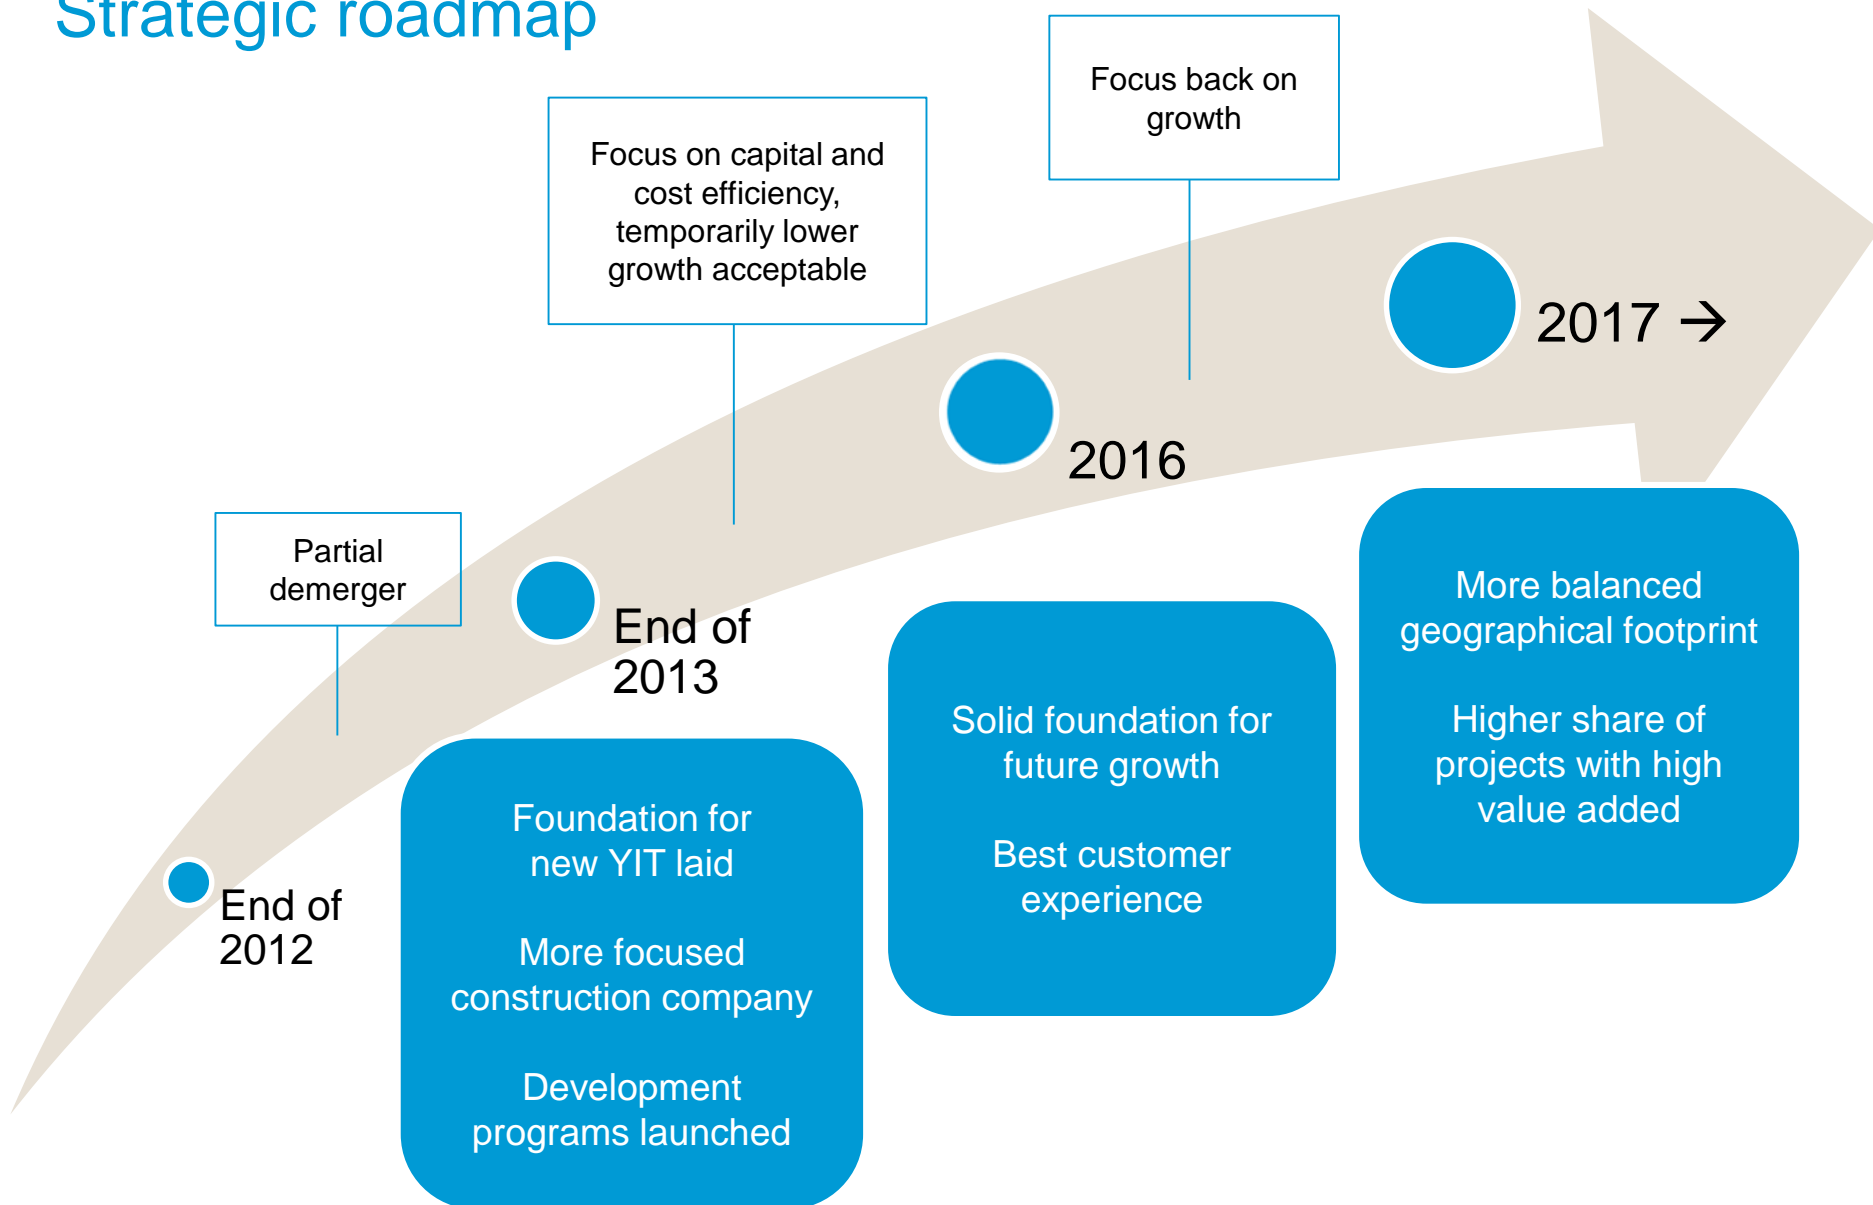 Strategic roadmap
Focus back on
growth
Focus on capital and
cost efficiency,
temporarily lower
growth acceptable
2017 →
2016
Partial
demerger
End of
2013
End of
2012
More balanced
geographical footprint
Higher share of
projects with high
value added
Solid foundation for
future growth
Best customer
experience
Foundation for
new YIT laid
More focused
construction company
Development
programs launched